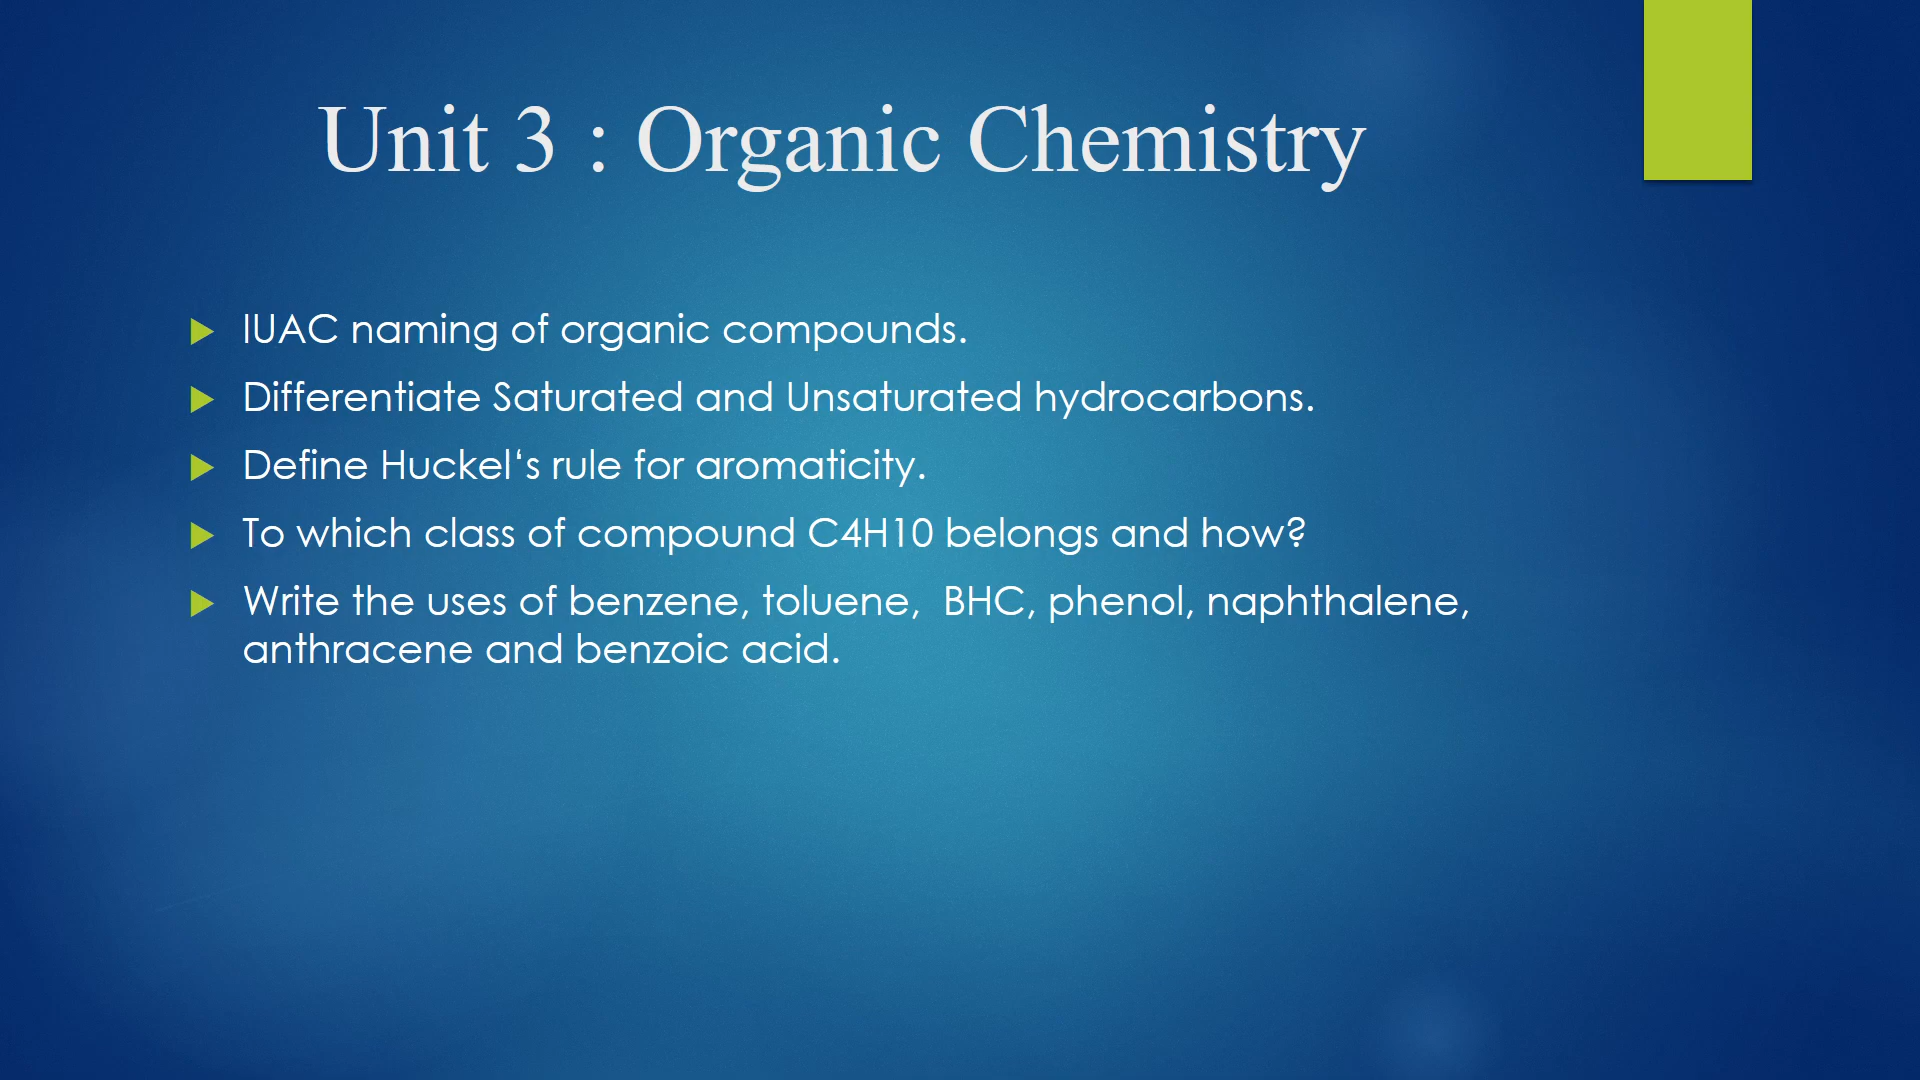 Unit 3 : Organic Chemistry
IUAC naming of organic compounds.
Differentiate Saturated and Unsaturated hydrocarbons.
Define Huckel‘s rule for aromaticity.
To which class of compound C4H10 belongs and how?
Write the uses of benzene, toluene,  BHC, phenol, naphthalene,
anthracene and benzoic acid.